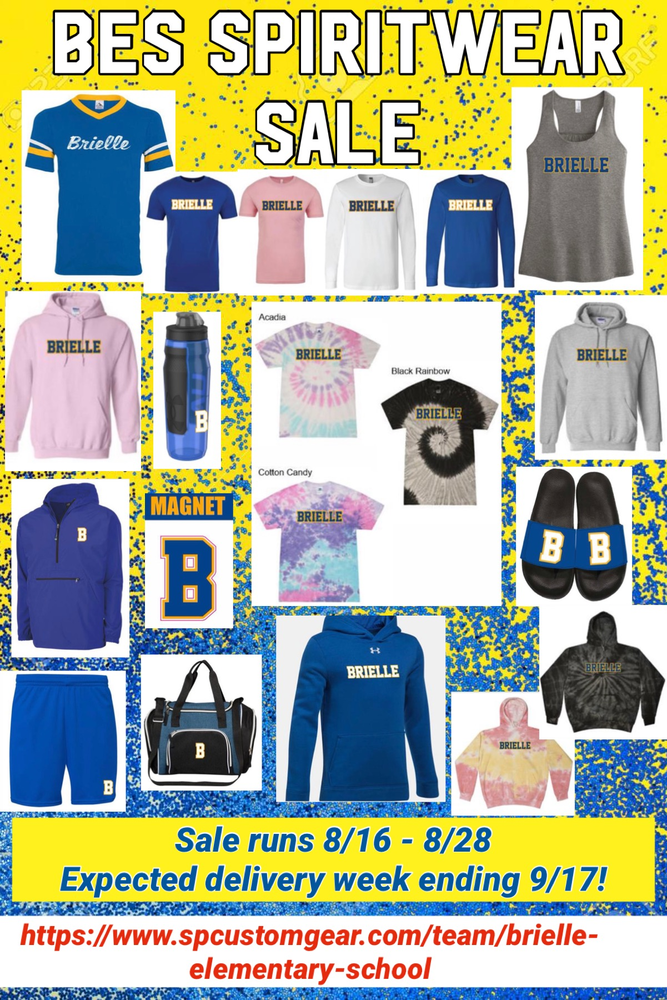 BES SPIRITWEAR
SALE
Brielle
BRIELLE
BRIELLE
BRIELLE
BRIELLE
BRIELLE
BRIELLE
B
Acadia
BRIELLE
Black Rainbow
BRIELLE
BRIELLE
Cotton Candy
BRIELLE
B
MAGNET
B
B B
BRIELLE
BRIELLE
BRIELLE
B
B
Sale runs 8/16 - 8/28
Expected delivery week ending 9/17!
https://www.spcustomgear.com/team/brielle-
elementary-school